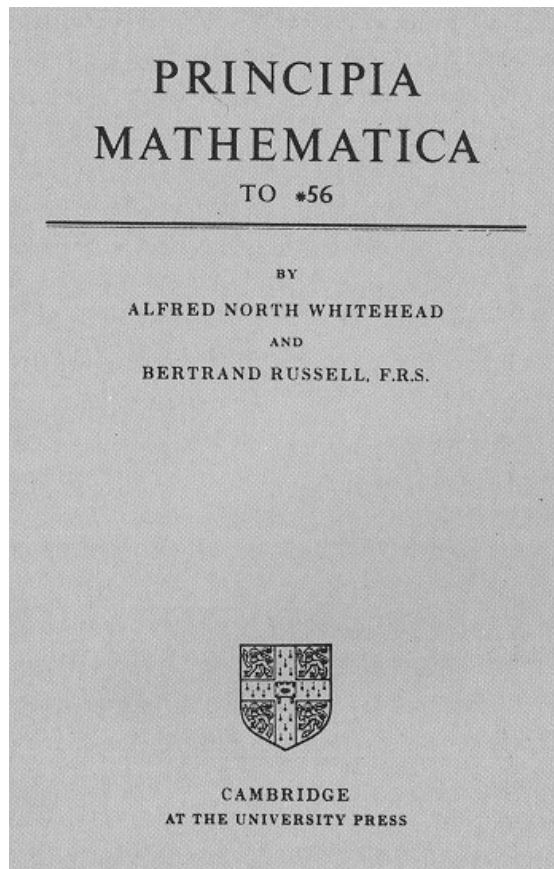 PRINCIPIA
MATHEMATICA
TO *56
BY
ALFRED NORTH WHITEHEAD
AND
BERTRAND RUSSELL, F.R.S.
CAMBRIDGE
AT THE UNIVERSITY PRESS